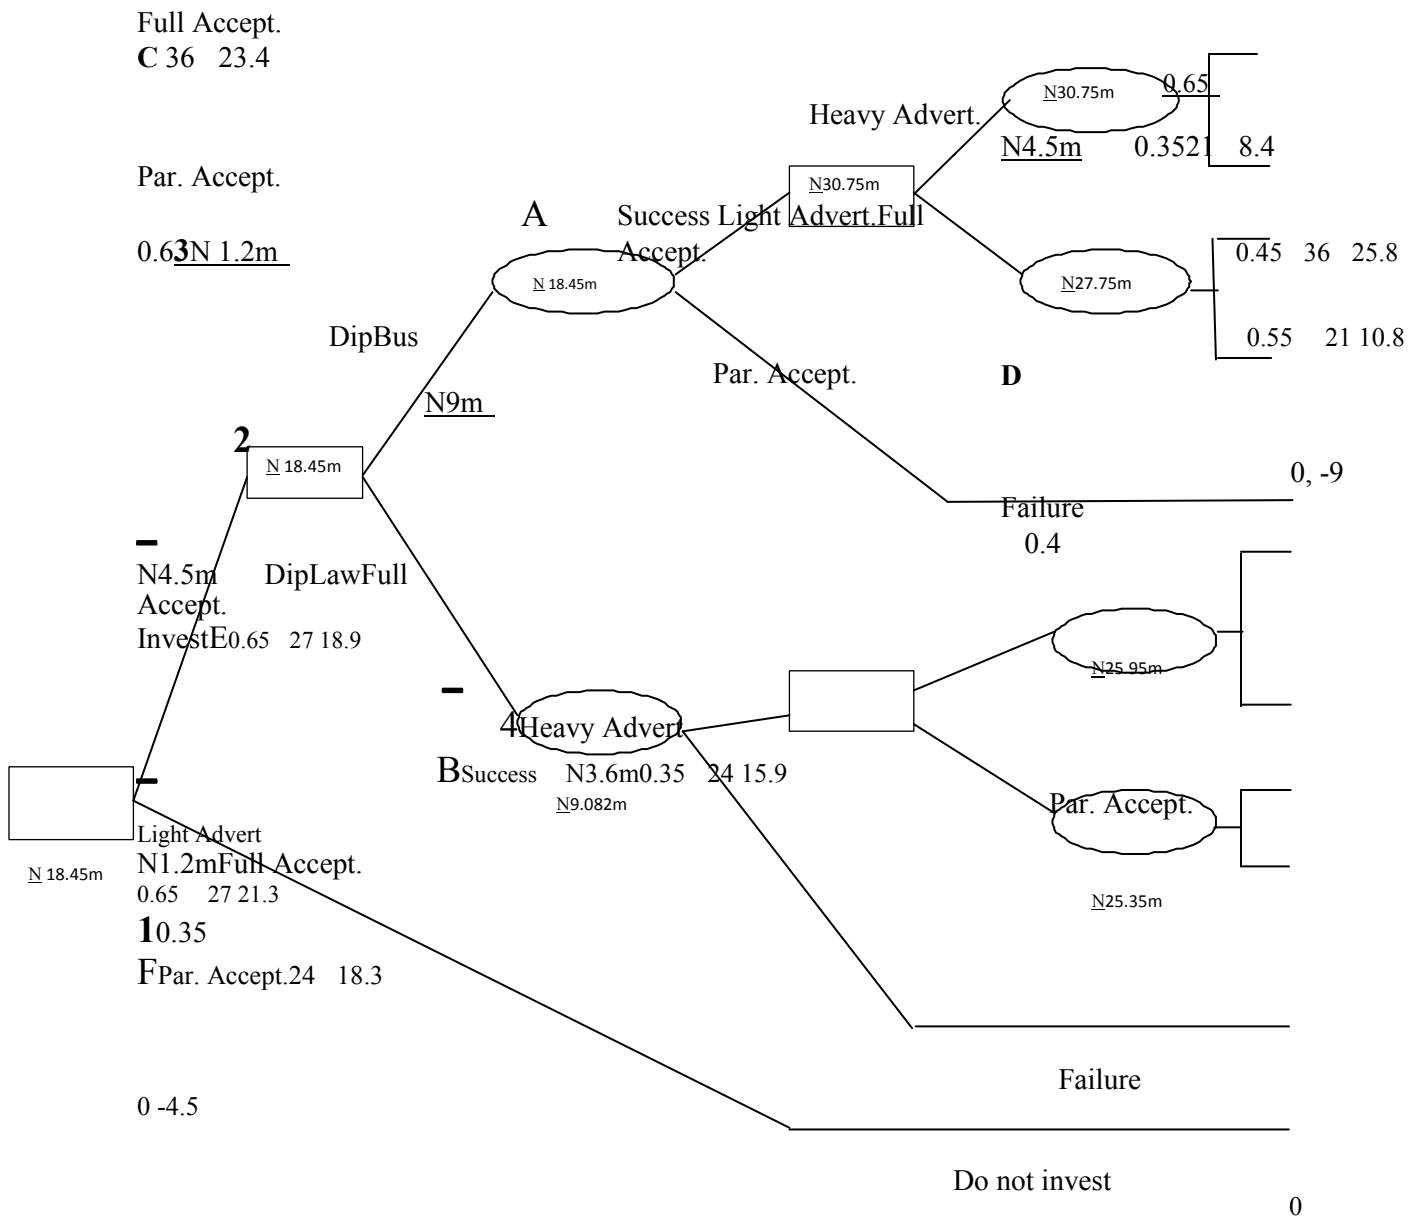 Full Accept.
C 36 23.4
0.65
N30.75m
Heavy Advert.
N4.5m 0.3521 8.4
Par. Accept.
N30.75m
A
Success Light Advert.Full
Accept.
0.63N 1.2m
0.45 36 25.8
N 18.45m
N27.75m
DipBus
0.55 21 10.8
Par. Accept.
D
N9m
2
N 18.45m
0, -9
Failure
0.4
N4.5m DipLawFull
Accept.
InvestE0.65 27 18.9
N25.95m
4Heavy Advert
BSuccess N3.6m0.35 24 15.9
N9.082m
Par. Accept.
Light Advert
N1.2mFull Accept.
N 18.45m
0.65 27 21.3
N25.35m
10.35
FPar. Accept.24 18.3
Failure
0 -4.5
Do not invest
0